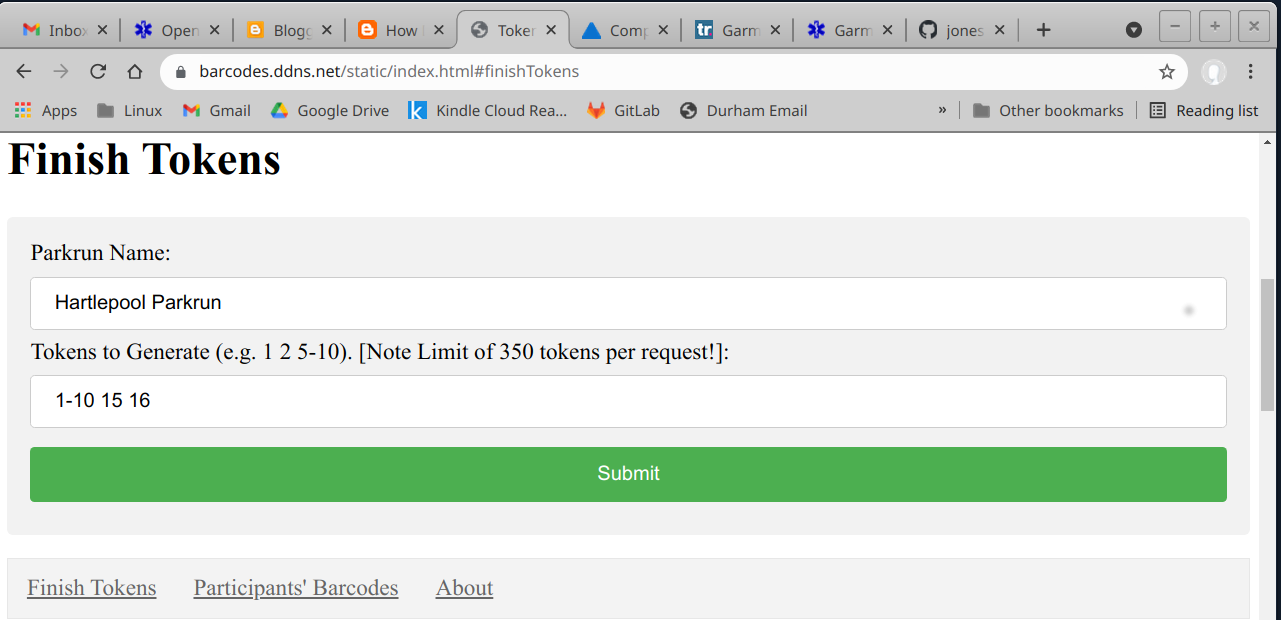 Inbo Open Blogg How Token Comp Garm Garm jones
barcodes.ddns.net/static/index.html#finishTokens
Apps Linux Gmail Google Drive Kindle Cloud Rea... GitLab Durham Email » Other bookmarks Reading list
Finish Tokens
Parkrun Name:
Hartlepool Parkrun
Tokens to Generate (e.g. 1 2 5-10). [Note Limit of 350 tokens per request!]:
1-10 15 16
Submit
Finish Tokens Participants' Barcodes About